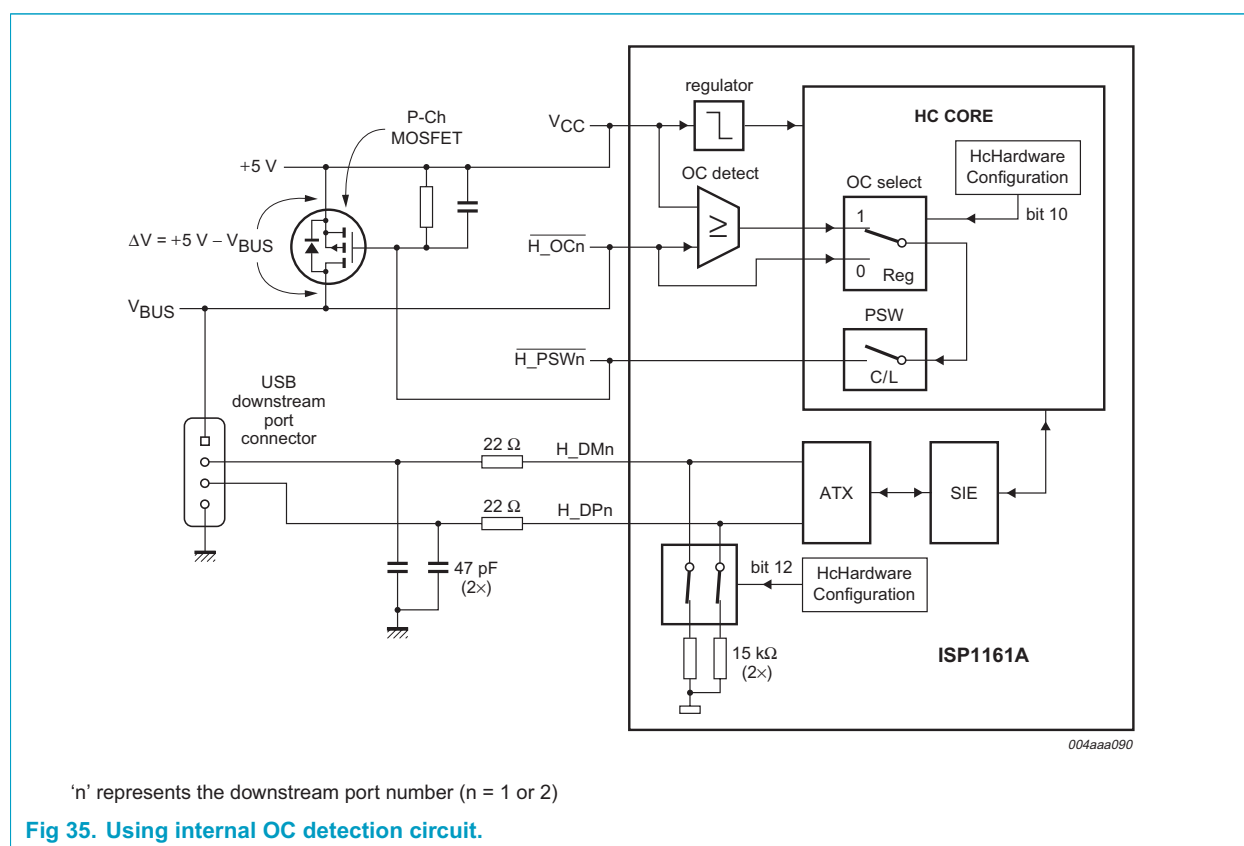 regulator
HC CORE
P-Ch
MOSFET
VCC
+5 V
HcHardware
Configuration
OC detect
OC select
bit 10
1
≥
ΔV = +5 V − VBUS
H_OCn
0
Reg
VBUS
PSW
H_PSWn
C/L
USB
downstream
port
connector
22 Ω
H_DMn
ATX
SIE
22 Ω
H_DPn
47 pF
(2×)
bit 12
HcHardware
Configuration
15 kΩ
(2×)
ISP1161A
004aaa090
‘n’ represents the downstream port number (n = 1 or 2)
Fig 35. Using internal OC detection circuit.